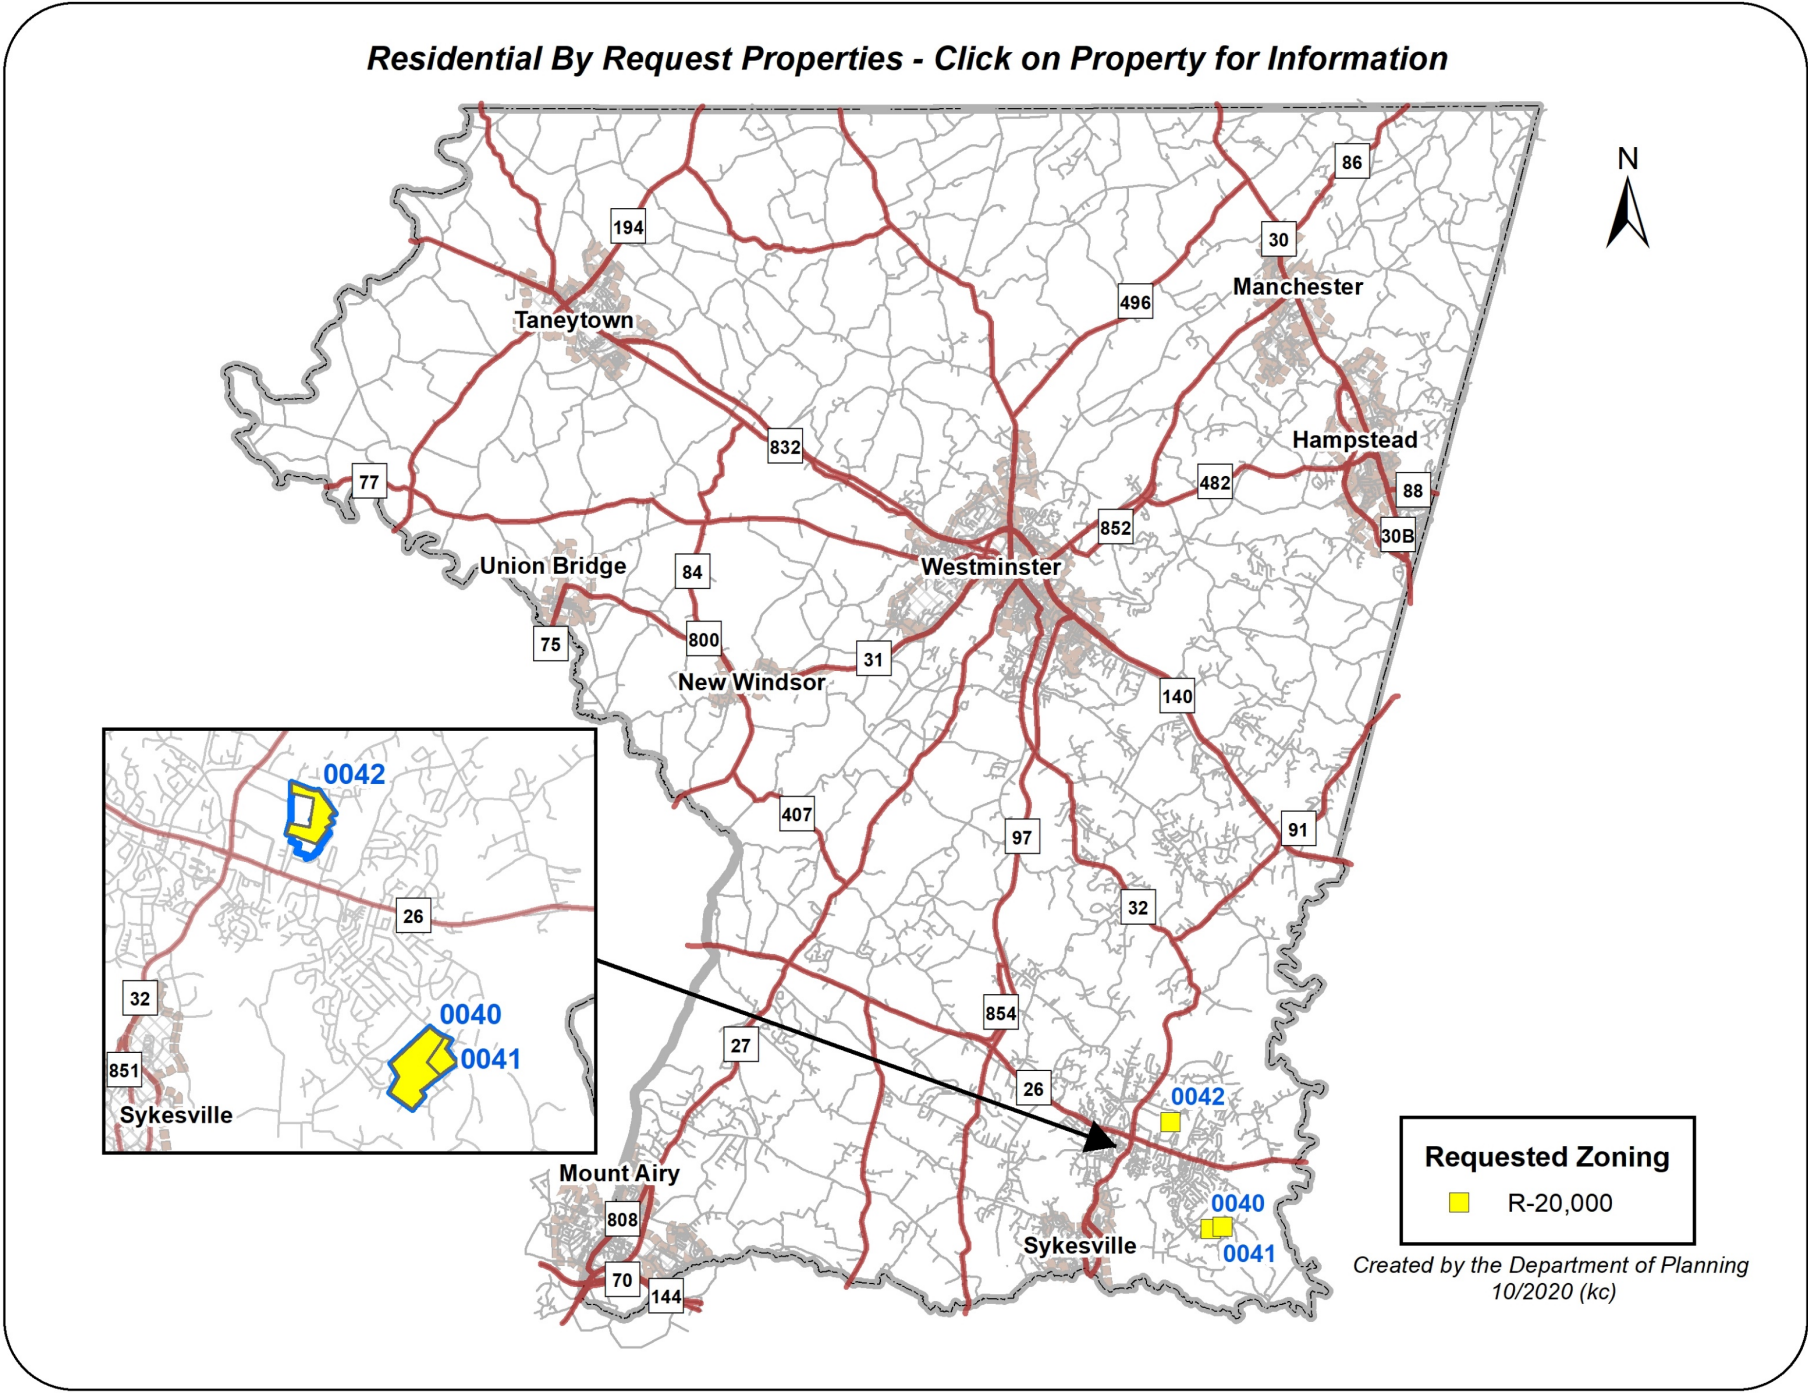 Residential By Request Properties - Click on Property for Information
N
86
194
30
Manchester
496
Taneytown
832
Hampstead
77
482
88
852
30B
Union Bridge
84
Westminster
75
800
31
New Windsor
140
0042
407
97
91
26
32
32
0040
854
0041
27
851
26
0042
Sykesville
Requested Zoning
Mount Airy
R-20,000
0040
808
Sykesville
0041
Created by the Department of Planning
10/2020 (kc)
70
144